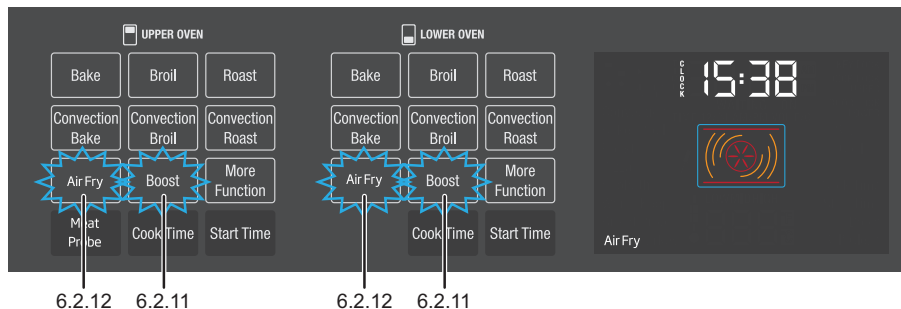 UPPER OVEN
LOWER OVEN
Bake
Broil
Roast
Bake
Broil
Roast
CLOCK
15:38
Convection
Bake
Convection
Broil
Convection
Roast
Convection
Bake
Convection
Broil
Convection
Roast
Air Fry
Boost
More
Function
Air Fry
Boost
More
Function
Meat
Probe
Cook Time
Start Time
Cook Time
Start Time
Air Fry
6.2.12
6.2.11
6.2.12
6.2.11